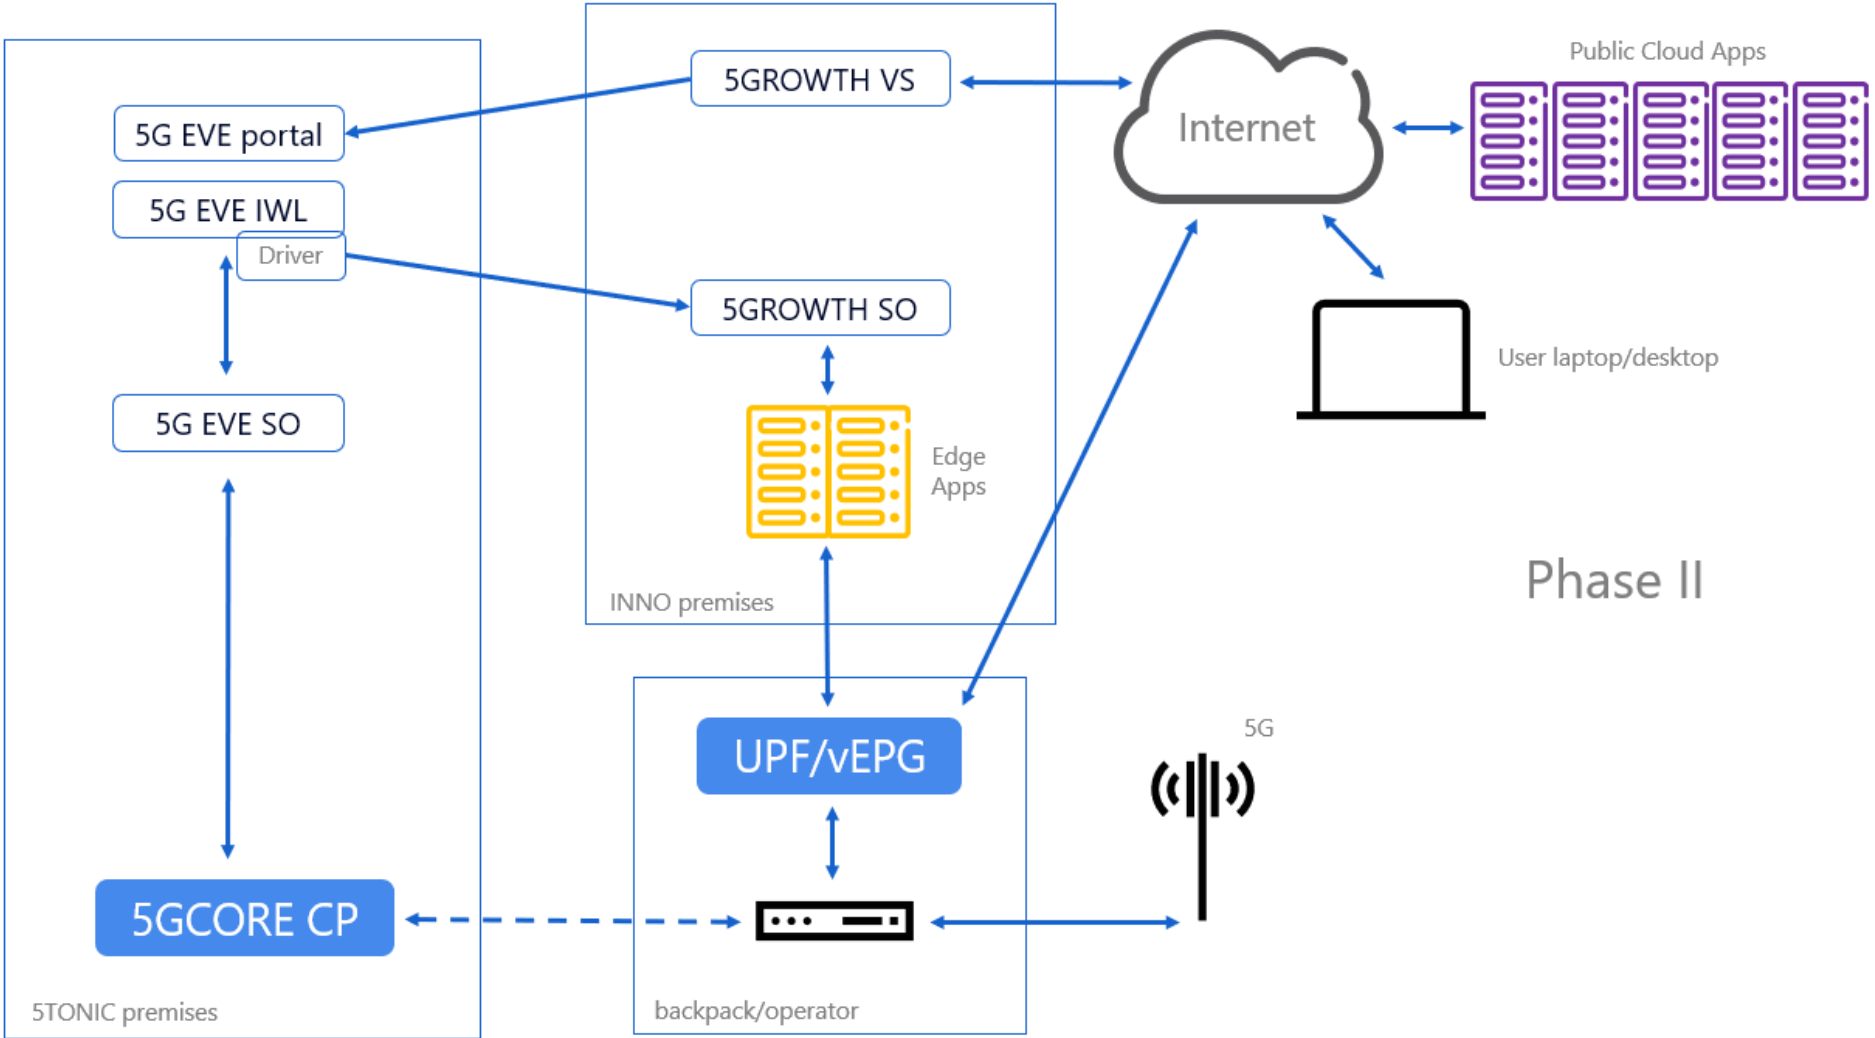 5GROWTH VS
Public Cloud Apps
5G EVE portal
Internet
5G EVE IWL
Driver
5GROWTH SO
User laptop/desktop
5G EVE SO
Edge
Apps
Phase II
INNO premises
5G
UPF/vEPG
5GCORE CP
5TONIC premises
backpack/operator